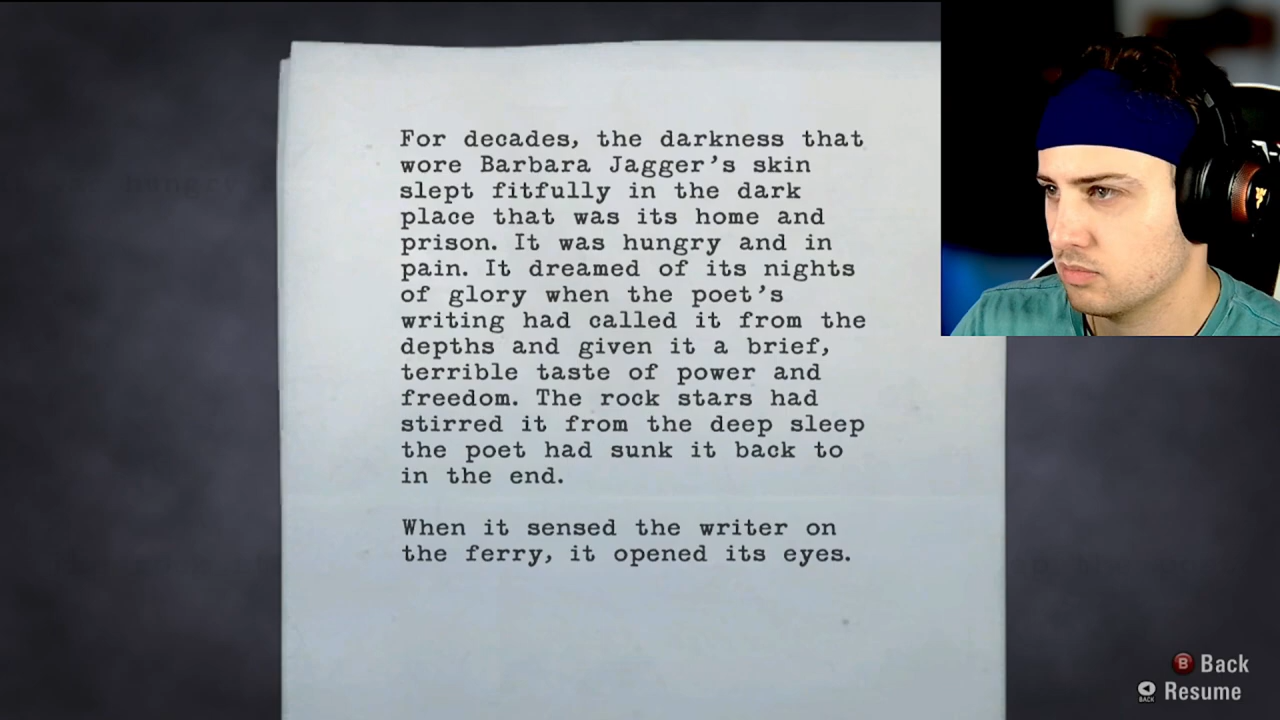 For decades, the darkness that
wore Barbara Jagger's skin
slept fitfully in the dark
place that was its home and
prison. It was hungry and in
pain. It dreamed of its nights
of glory when the poet's
writing had called it from the
depths and given it a brief,
terrible taste of power and
freedom. The rock stars had
stirred it from the deep sleep
the poet had sunk it back to
in the end.
When it sensed the writer on
the ferry, it opened its eyes.
B Back
BACK Resume